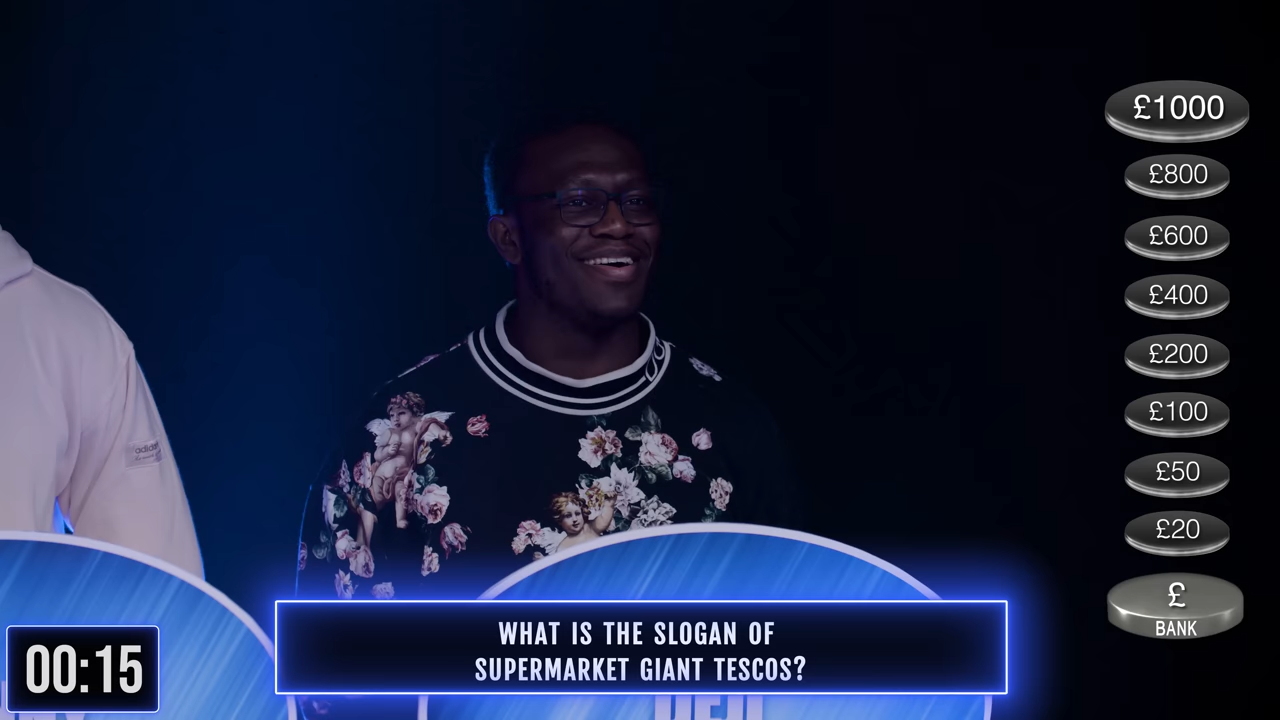 £1000
£800
£600
£400
£200
£100
£50
£20
£
BANK
adidas
WHAT IS THE SLOGAN OF
SUPERMARKET GIANT TESCOS?
00:15